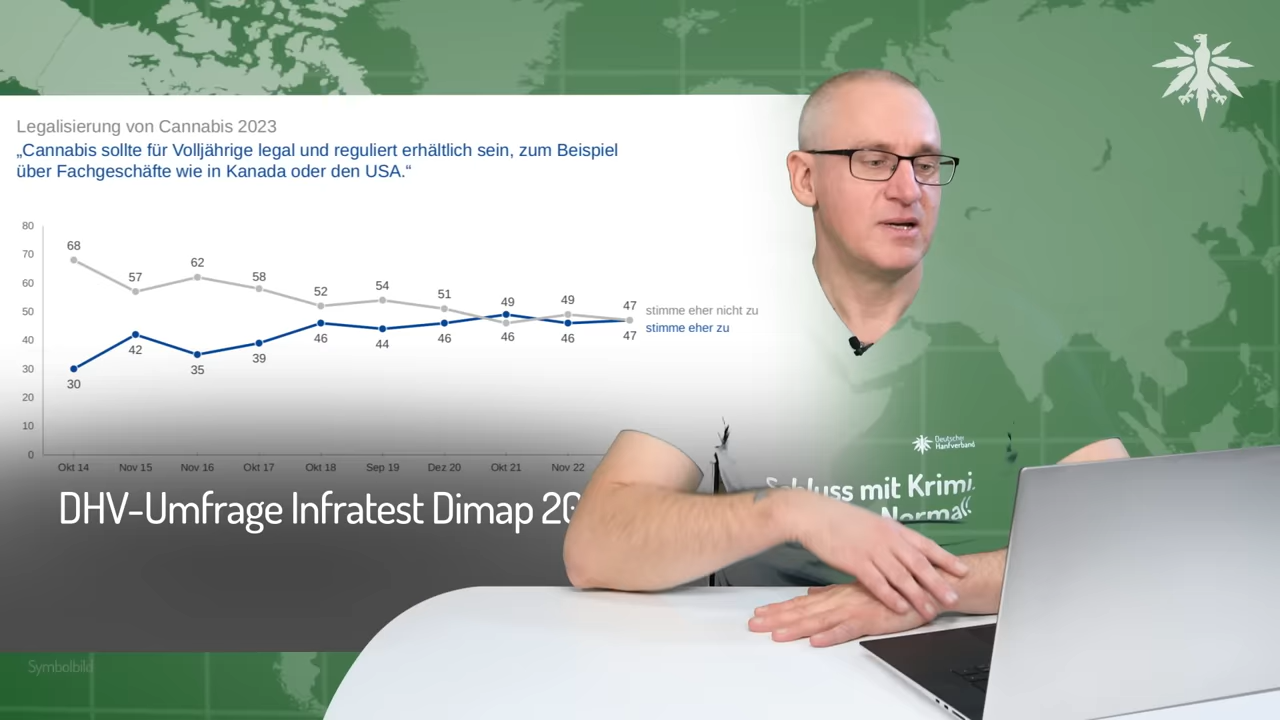 Legalisierung von Cannabis 2023
„Cannabis sollte für Volljährige legal und reguliert erhältlich sein, zum Beispiel
über Fachgeschäfte wie in Kanada oder den USA.“
80
70
60
50
40
30
20
10
0
68
57
62
58
52
54
51
49
49
47
30
42
35
39
46
44
46
46
46
47
stimme eher nicht zu
stimme eher zu
Okt 14
Nov 15
Nov 16
Okt 17
Okt 18
Sep 19
Dez 20
Okt 21
Nov 22
DHV-Umfrage Infratest Dimap
Symbolbild
Deutscher
Hanfverband
mit